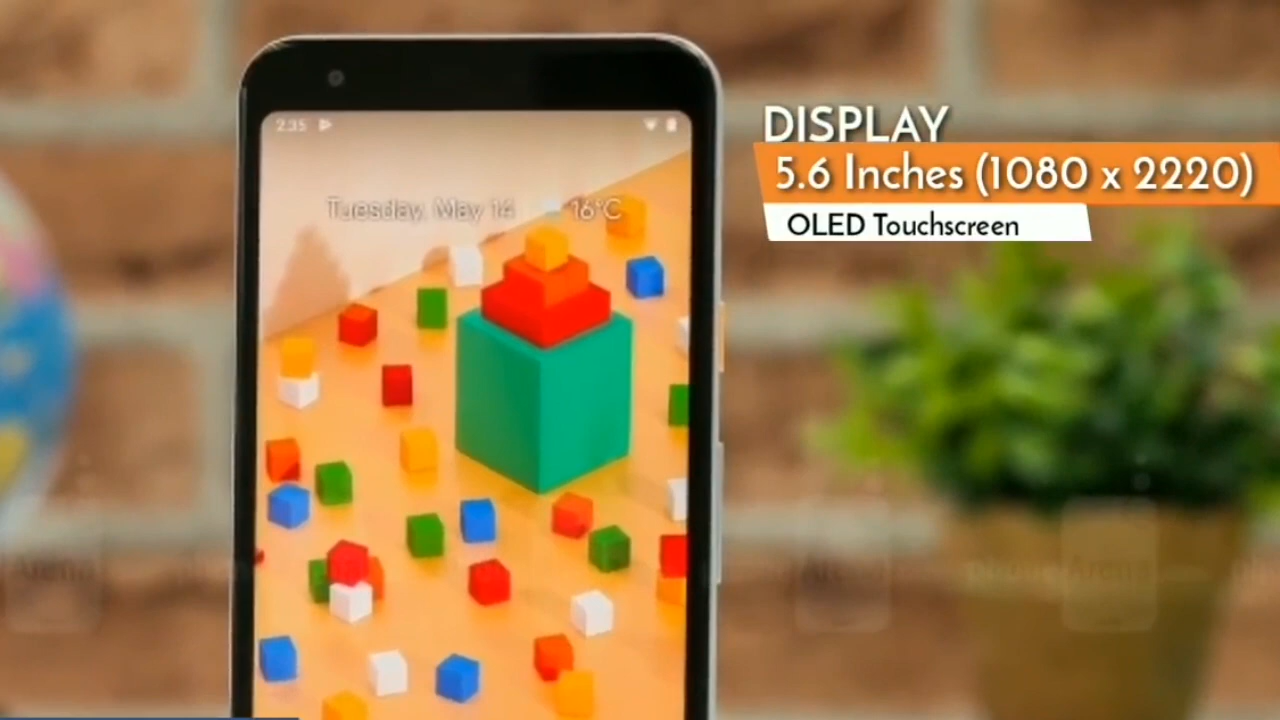 2:35
Tuesday, May 14 16°C
DISPLAY
5.6 Inches (1080 x 2220)
OLED Touchscreen